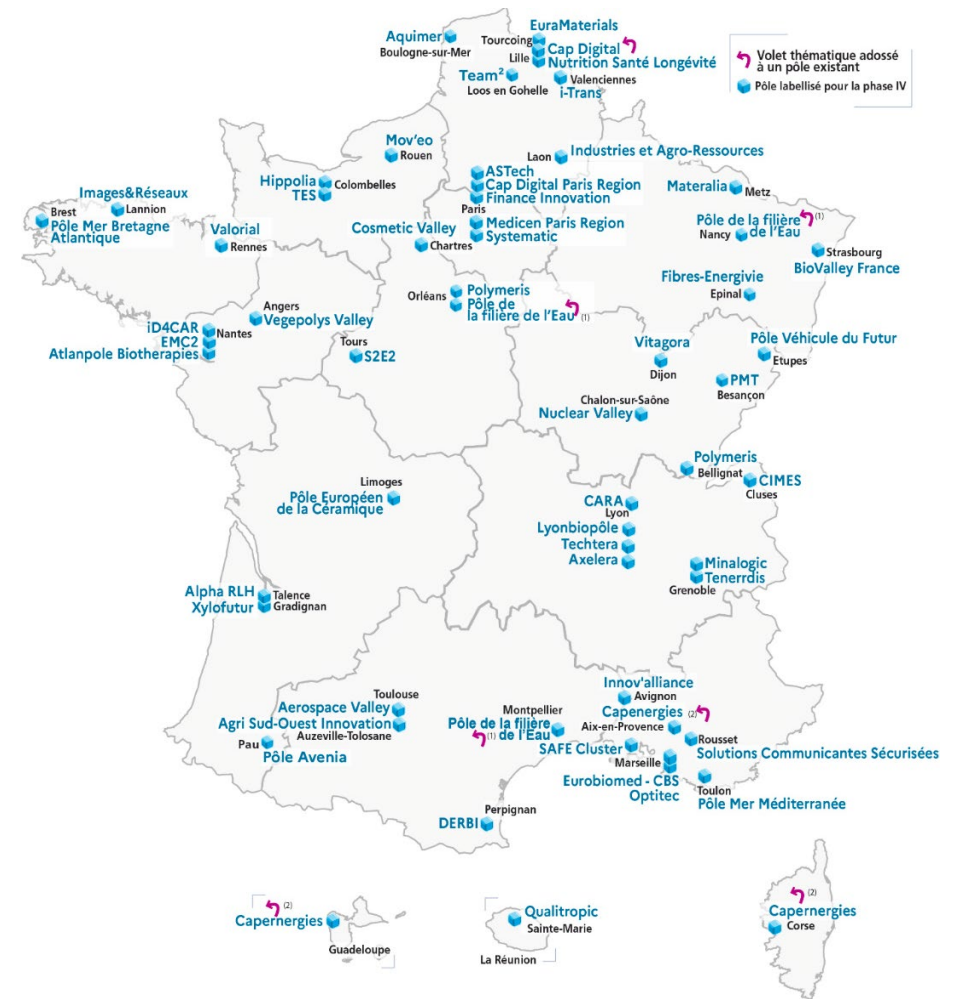 EuraMaterials
Aquimer
Tourcoing
Boulogne-sur-Mer
Cap Digital
Lille
Nutrition Santé Longévité
Team²
Valenciennes
Loos en Gohelle
i-Trans
Volet thématique adossé
à un pôle existant
Pôle labellisé pour la phase IV
Mov'eo
Rouen
Laon
Industries et Agro-Ressources
Hippolia
Colombelles
TES
ASTech
Cap Digital Paris Region
Finance Innovation
Paris
Medicen Paris Region
Systematic
Materalia
Metz
Images&Réseaux
Brest
Lannion
Pôle Mer Bretagne
Atlantique
Valorial
Rennes
Cosmetic Valley
Chartres
Pôle de la filière (1)
Nancy
de l'Eau
Strasbourg
BioValley France
Fibres-Energivie
Epinal
Orléans
Polymeris
Pôle de
la filière de l'Eau (1)
Angers
Vegepolys Valley
iD4CAR
Nantes
EMC2
Atlanpole Biotherapies
Tours
S2E2
Vitagora
Dijon
Pôle Véhicule du Futur
Etupes
PMT
Besançon
Chalon-sur-Saône
Nuclear Valley
Polymeris
Bellignat
CIMES
Cluses
Limoges
Pôle Européen
de la Céramique
CARA
Lyon
Lyonbiopôle
Techtera
Axelera
Minalogic
Tenerrdis
Grenoble
Alpha RLH
Talence
Xylofutur
Gradignan
Toulouse
Aerospace Valley
Agri Sud-Ouest Innovation
Auzeville-Tolosane
Pau
Pôle Avenia
Montpellier
Pôle de la filière
(1) de l'Eau
Innov'alliance
Avignon
Capenergies (2)
Aix-en-Provence
Rousset
SAFE Cluster
Solutions Communicantes Sécurisées
Marseille
Eurobiomed - CBS
Optitec
Toulon
Pôle Mer Méditerranée
Perpignan
DERBI
(2)
Capernergies
Guadeloupe
Qualitropic
Sainte-Marie
La Réunion
(2)
Capernergies
Corse